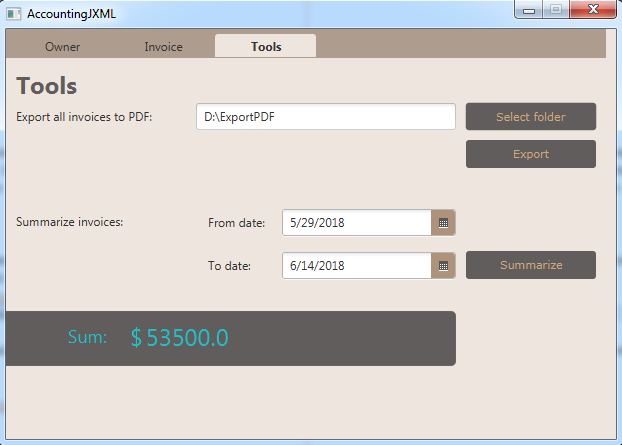 AccountingJXML
Owner Invoice Tools
Tools
Export all invoices to PDF: D:\ExportPDF Select folder
Export
Summarize invoices: From date: 5/29/2018
To date: 6/14/2018 Summarize
Sum: $ 53500.0